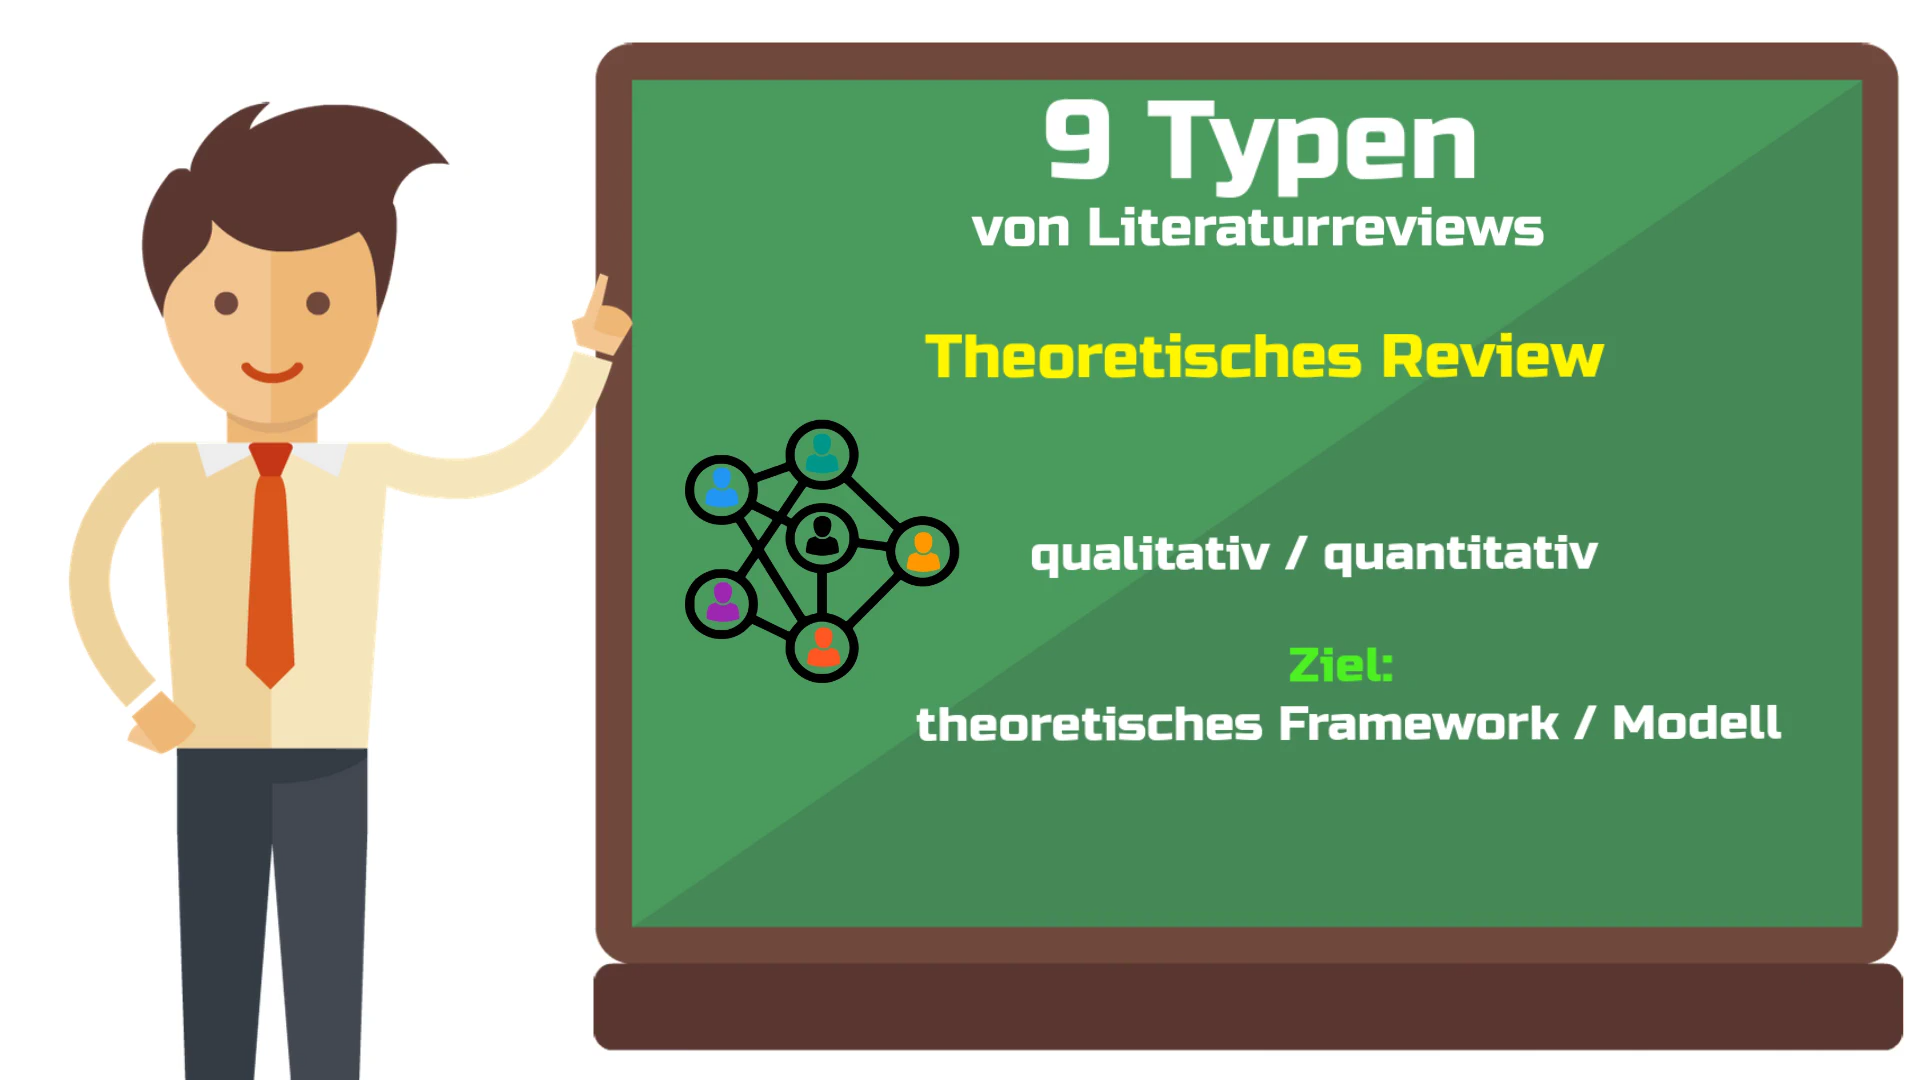 9 Typen
von Literaturreviews
Theoretisches Review
qualitativ / quantitativ
Ziel:
theoretisches Framework / Modell